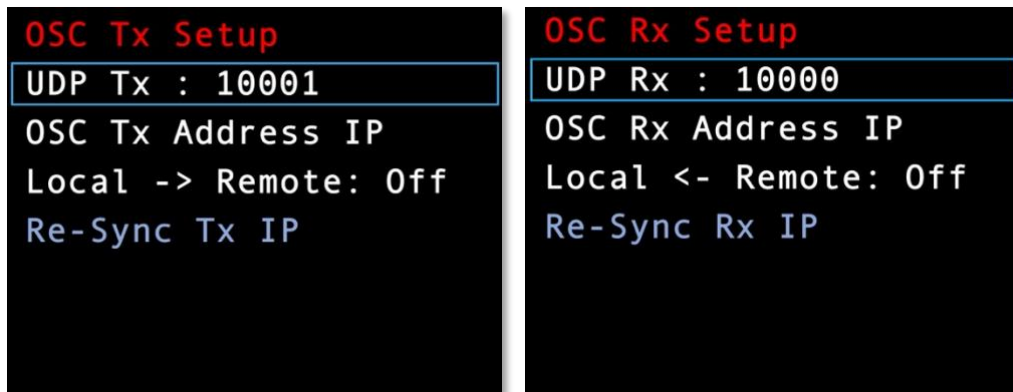 OSC Tx Setup
UDP Tx : 10001
OSC Tx Address IP
Local -> Remote: Off
Re-Sync Tx IP
OSC Rx Setup
UDP Rx : 10000
OSC Rx Address IP
Local <- Remote: Off
Re-Sync Rx IP